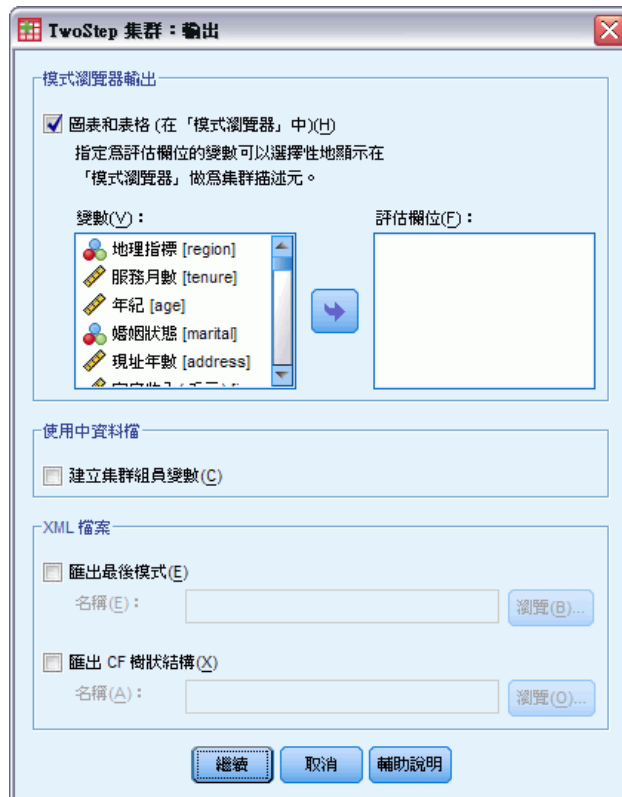 TwoStep 集群：輸出
模式瀏覽器輸出
圖表和表格 (在「模式瀏覽器」中)(H)
指定為評估欄位的變數可以選擇性地顯示在
「模式瀏覽器」做為集群描述元。
變數(V)：
評估欄位(F)：
地理指標 [region]
服務月數 [tenure]
年紀 [age]
婚姻狀態 [marital]
現址年數 [address]
使用中資料檔
建立集群組員變數(C)
XML 檔案
匯出最後模式(E)
名稱(E)：
瀏覽(B)...
匯出 CF 樹狀結構(X)
名稱(A)：
瀏覽(O)...
繼續
取消
輔助說明